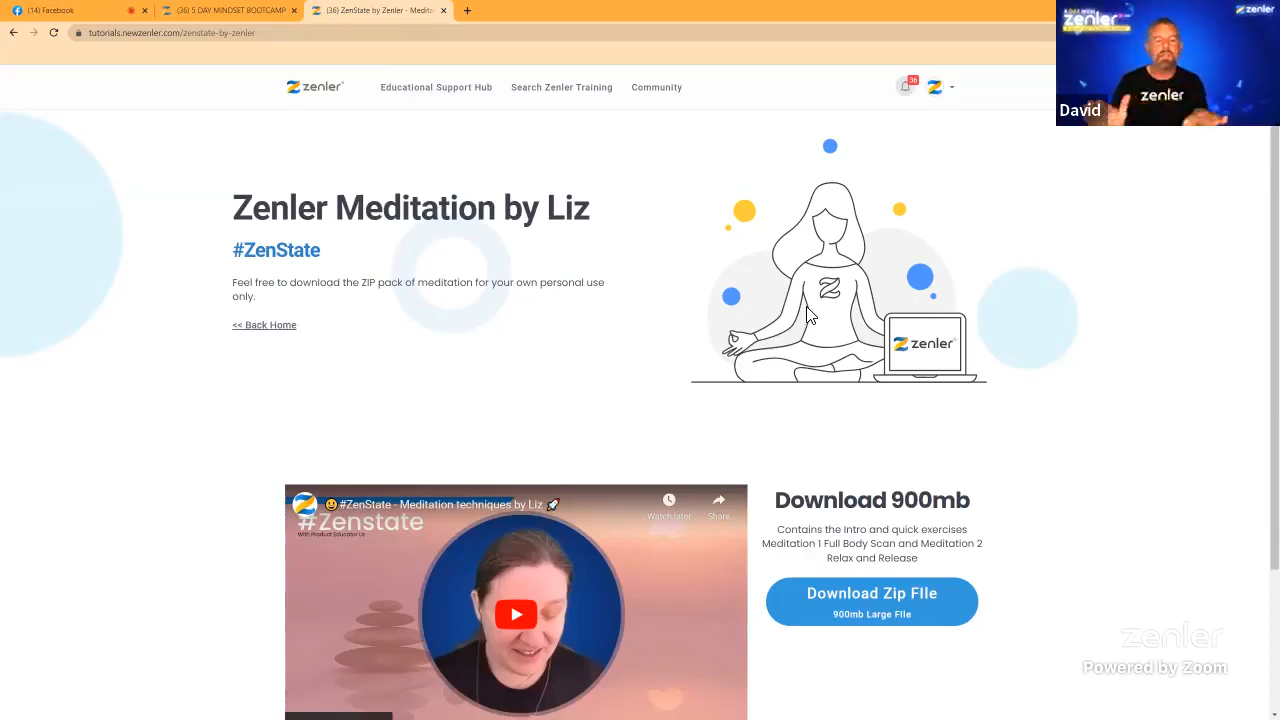 (14) Facebook
(36) 5 DAY MINDSET BOOTCAMP
(36) ZenState by Zenler - Medita
tutorials.newzenler.com/zenstate-by-zenler
zenler
Educational Support Hub
Search Zenler Training
Community
36
zenler
zenler
zenler
David
Zenler Meditation by Liz
#ZenState
Feel free to download the ZIP pack of meditation for your own personal use
only.
<< Back Home
zenler
#ZenState - Meditation techniques by Liz
Watch later
Share
#Zenstate
With Product Educator Liz
Download 900mb
Contains the Intro and quick exercises
Meditation 1 Full Body Scan and Meditation 2
Relax and Release
Download Zip FIle
900mb Large FIle
zenler
Powered by Zoom